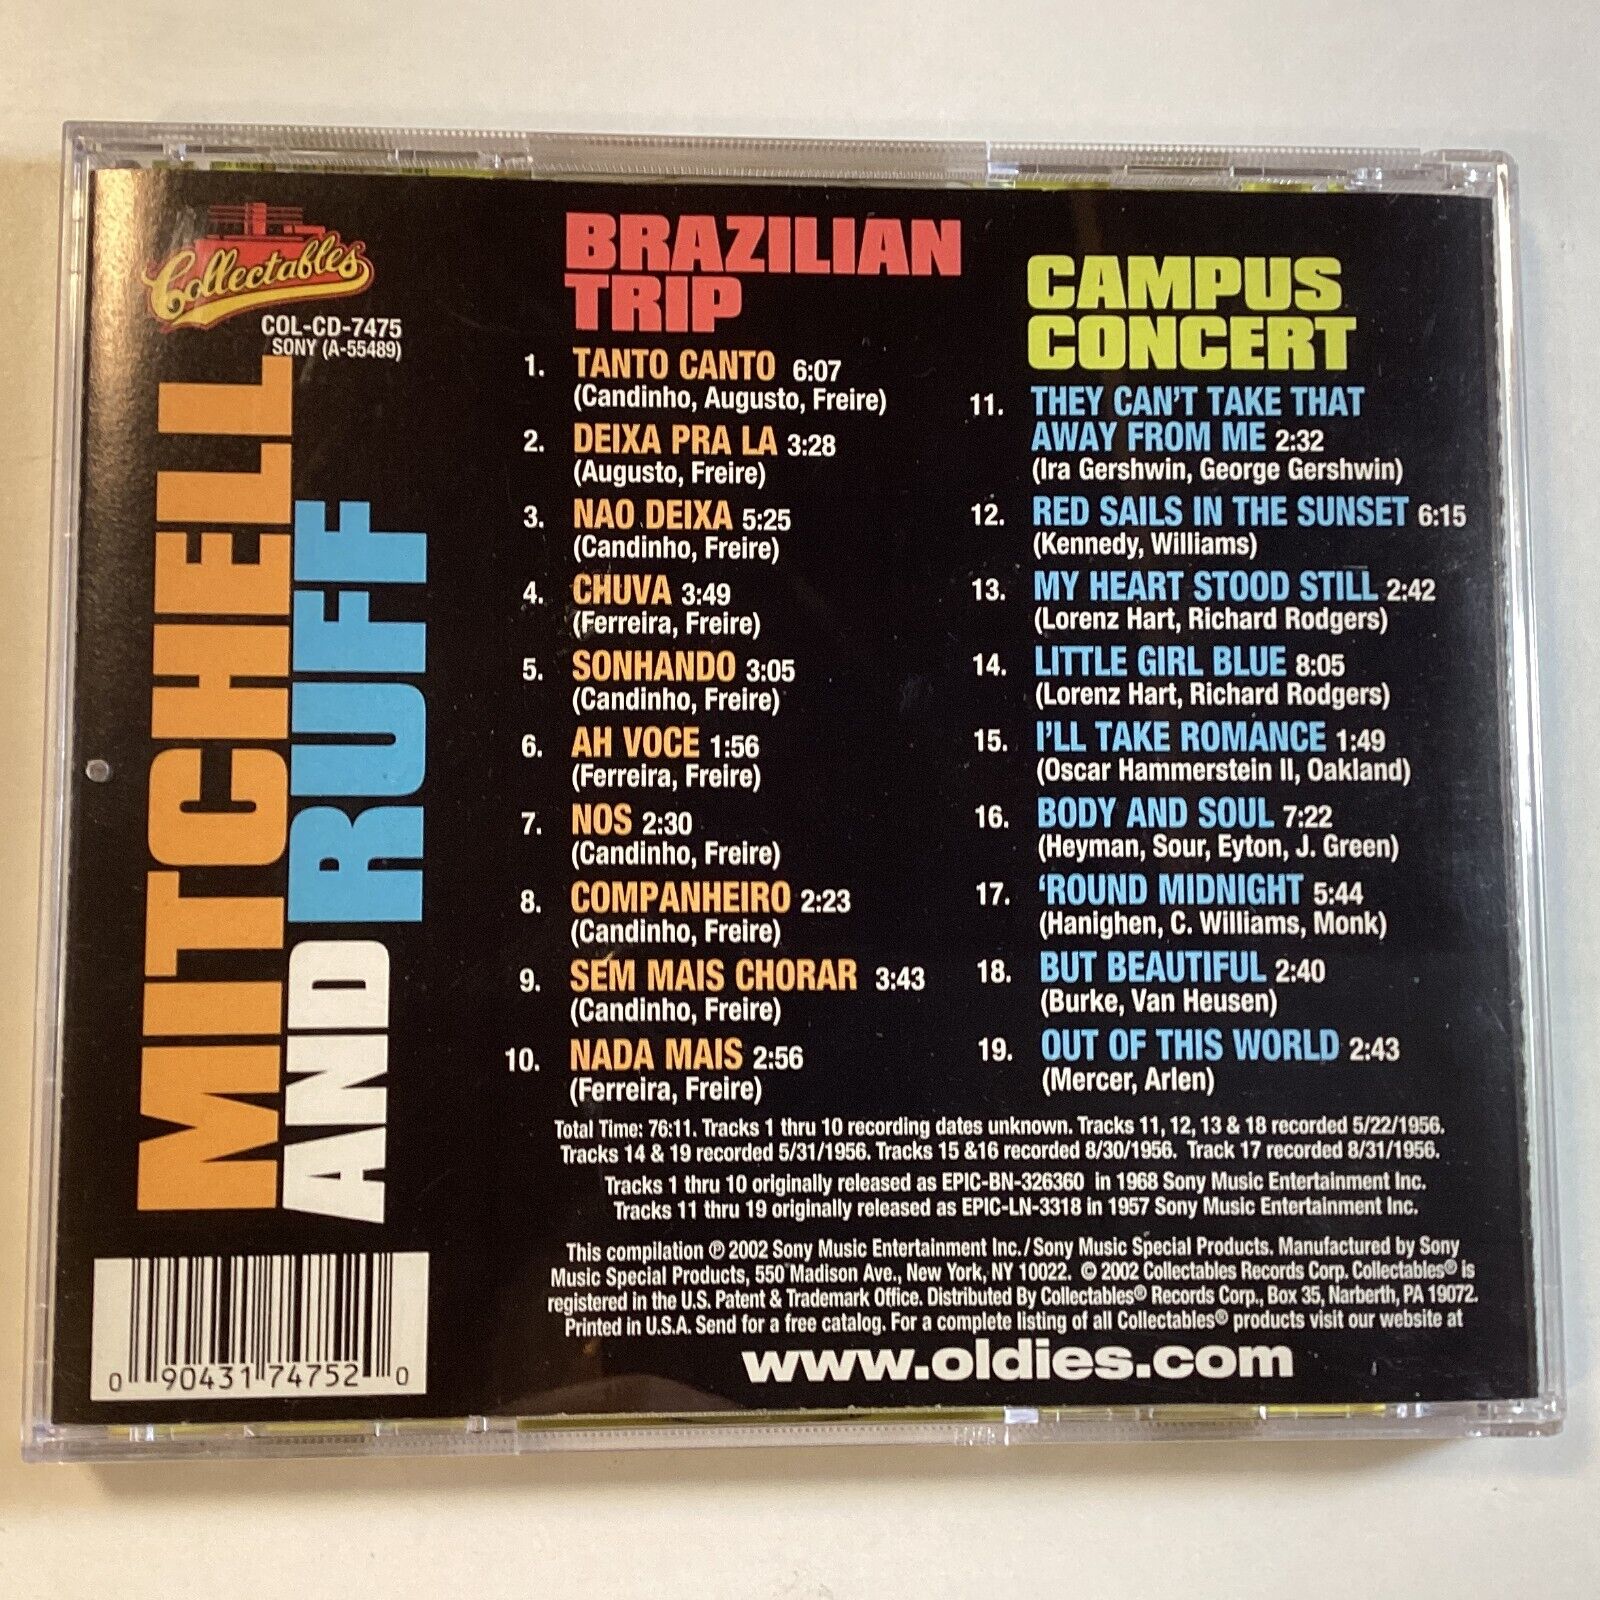 Collectables
COL-CD-7475
SONY (A-55489)
MITCHELL
AND RUFF
BRAZILIAN
TRIP
1. TANTO CANTO 6:07
(Candinho, Augusto, Freire)
2. DEIXA PRA LA 3:28
(Augusto, Freire)
3. NAO DEIXA 5:25
(Candinho, Freire)
4. CHUVA 3:49
(Ferreira, Freire)
5. SONHANDO 3:05
(Candinho, Freire)
6. AH VOCE 1:56
(Ferreira, Freire)
7. NOS 2:30
(Candinho, Freire)
8. COMPANHEIRO 2:23
(Candinho, Freire)
9. SEM MAIS CHORAR 3:43
(Candinho, Freire)
10. NADA MAIS 2:56
(Ferreira, Freire)
CAMPUS
CONCERT
11. THEY CAN'T TAKE THAT
AWAY FROM ME 2:32
(Ira Gershwin, George Gershwin)
12. RED SAILS IN THE SUNSET 6:15
(Kennedy, Williams)
13. MY HEART STOOD STILL 2:42
(Lorenz Hart, Richard Rodgers)
14. LITTLE GIRL BLUE 8:05
(Lorenz Hart, Richard Rodgers)
15. I'LL TAKE ROMANCE 1:49
(Oscar Hammerstein II, Oakland)
16. BODY AND SOUL 7:22
(Heyman, Sour, Eyton, J. Green)
17. 'ROUND MIDNIGHT 5:44
(Hanighen, C. Williams, Monk)
18. BUT BEAUTIFUL 2:40
(Burke, Van Heusen)
19. OUT OF THIS WORLD 2:43
(Mercer, Arlen)
Total Time: 76:11. Tracks 1 thru 10 recording dates unknown. Tracks 11, 12, 13 & 18 recorded 5/22/1956.
Tracks 14 & 19 recorded 5/31/1956. Tracks 15 &16 recorded 8/30/1956. Track 17 recorded 8/31/1956.
Tracks 1 thru 10 originally released as EPIC-BN-326360 in 1968 Sony Music Entertainment Inc.
Tracks 11 thru 19 originally released as EPIC-LN-3318 in 1957 Sony Music Entertainment Inc.
This compilation ℗ 2002 Sony Music Entertainment Inc./Sony Music Special Products. Manufactured by Sony
Music Special Products, 550 Madison Ave., New York, NY 10022. © 2002 Collectables Records Corp. Collectables® is
registered in the U.S. Patent & Trademark Office. Distributed By Collectables® Records Corp., Box 35, Narberth, PA 19072.
Printed in U.S.A. Send for a free catalog. For a complete listing of all Collectables® products visit our website at
www.oldies.com
0 90431 74752 0